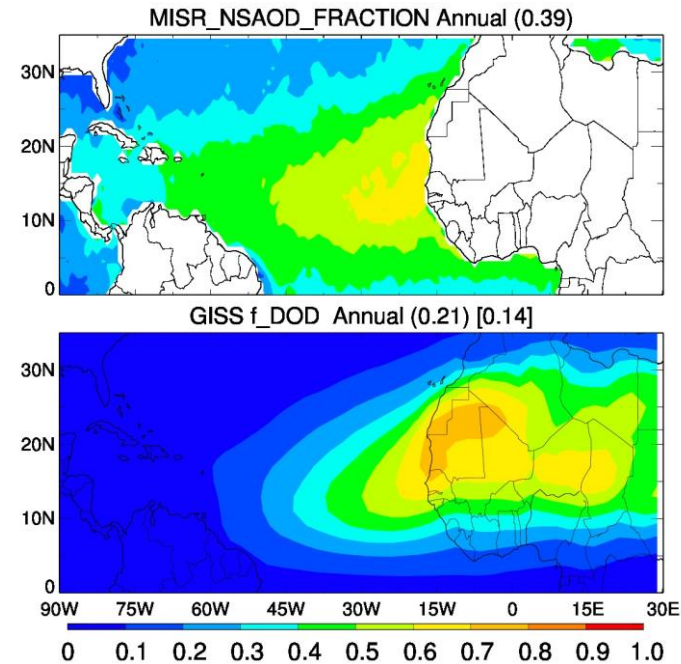 MISR_NSAOD_FRACTION Annual (0.39)
30N
20N
10N
0
GISS f_DOD Annual (0.21) [0.14]
30N
20N
10N
0
90W 75W 60W 45W 30W 15W 0 15E 30E
0 0.1 0.2 0.3 0.4 0.5 0.6 0.7 0.8 0.9 1.0